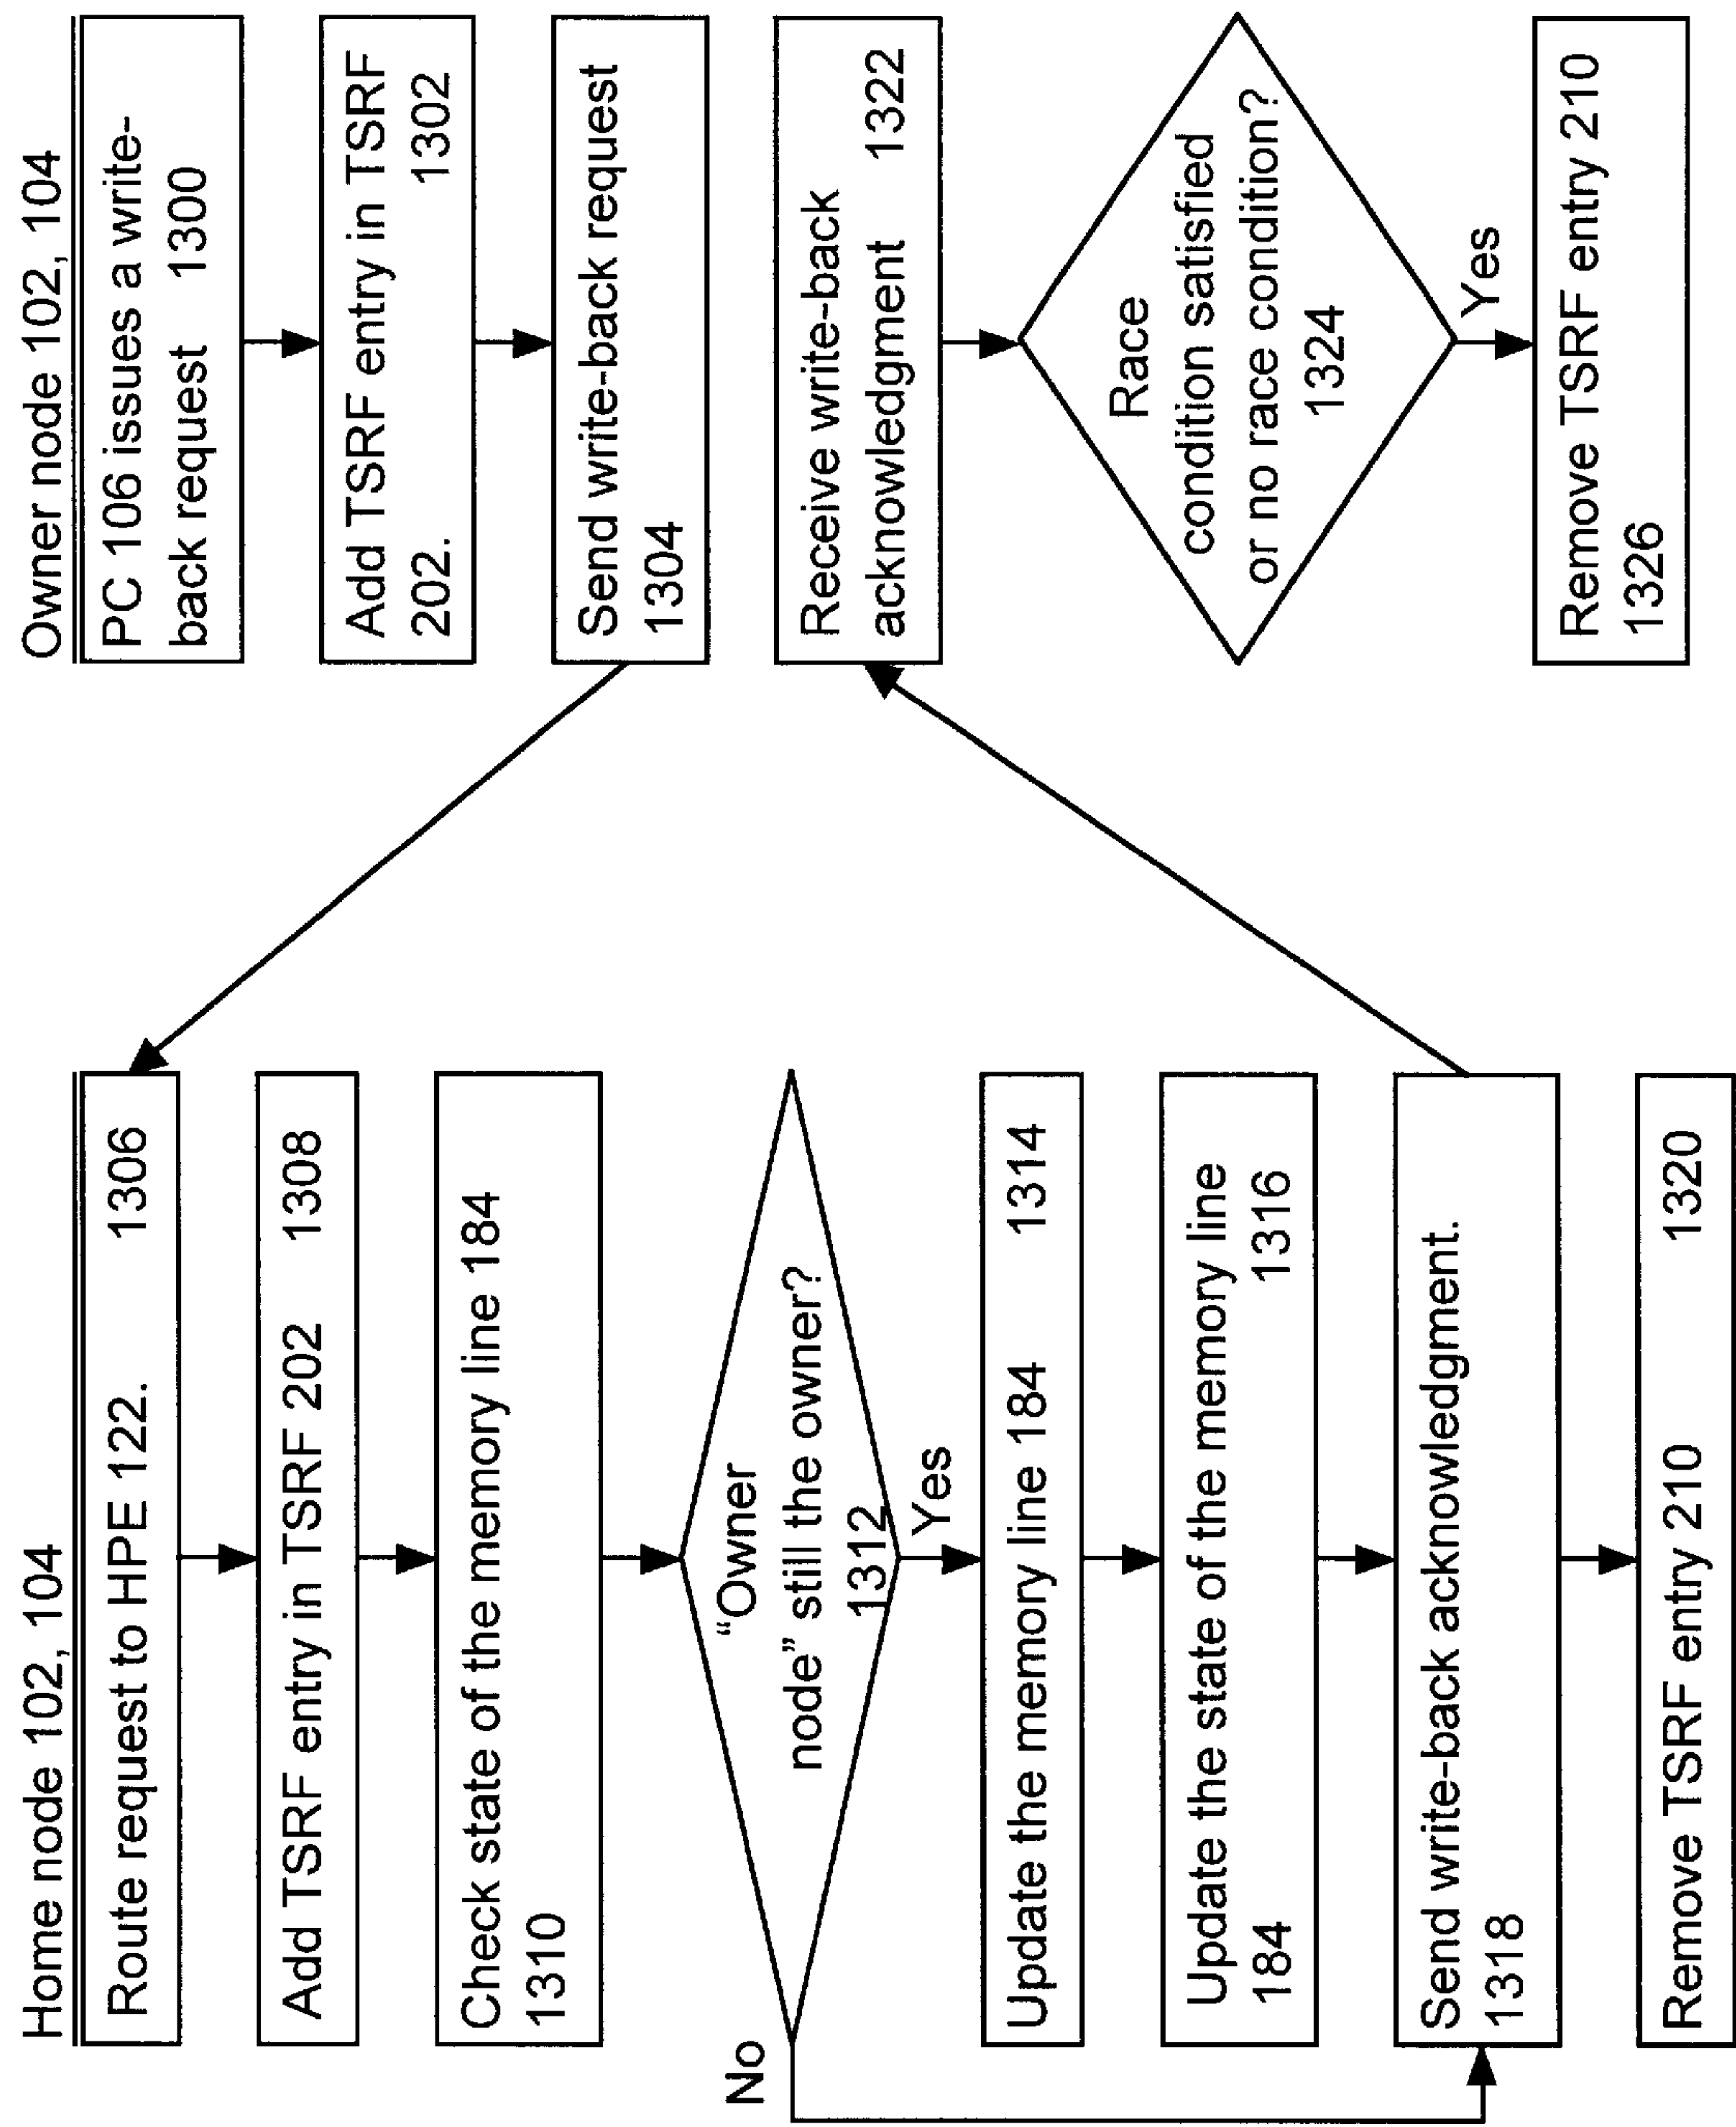 Home node 102, 104
Route request to HPE 122. 1306
Add TSRF entry in TSRF 202 1308
Check state of the memory line 184
1310
"Owner
node" still the owner?
1312
No
Yes
Update the memory line 184 1314
Update the state of the memory line
184 1316
Send write-back acknowledgment.
1318
Remove TSRF entry 210 1320
Owner node 102, 104
PC 106 issues a write-
back request 1300
Add TSRF entry in TSRF
202. 1302
Send write-back request
1304
Receive write-back
acknowledgment 1322
Race
condition satisfied
or no race condition?
1324
Yes
Remove TSRF entry 210
1326